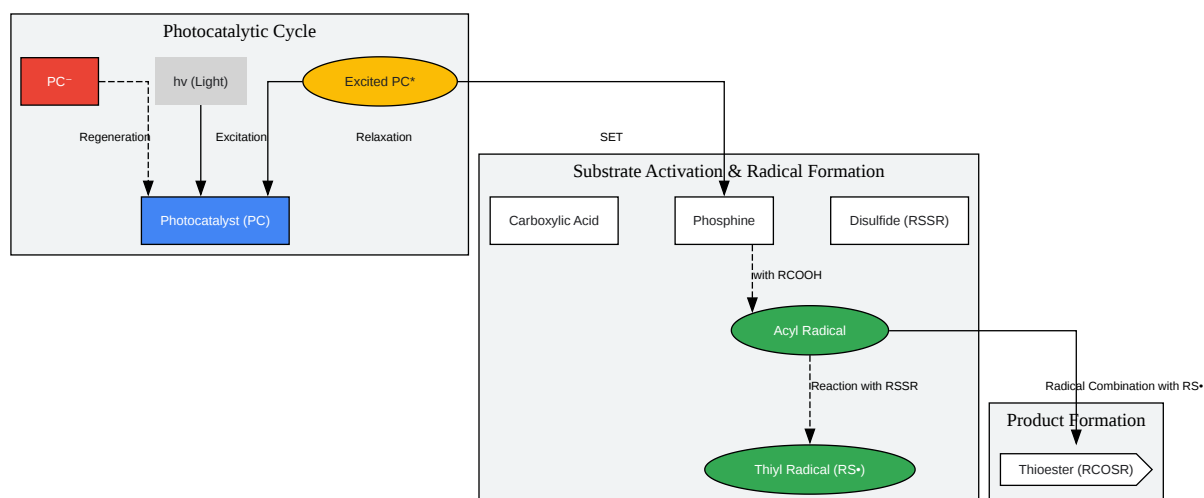 Photocatalytic Cycle
PC⁻
hv (Light)
Excited PC*
Regeneration
Excitation
Relaxation
SET
Photocatalyst (PC)
Substrate Activation & Radical Formation
Carboxylic Acid
Phosphine
Disulfide (RSSR)
with RCOOH
Acyl Radical
Reaction with RSSR
Radical Combination with RS•
Thiyl Radical (RS•)
Product Formation
Thioester (RCOSR)